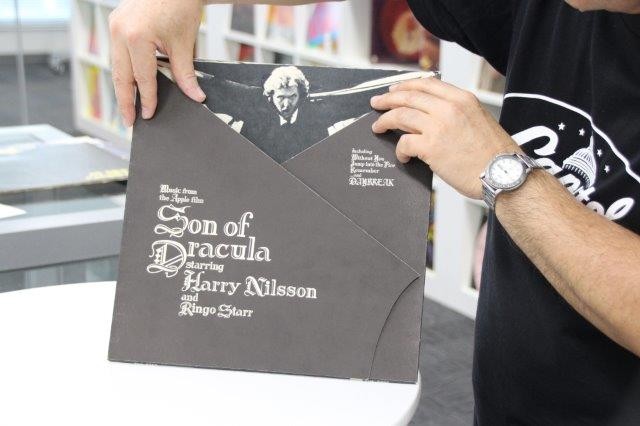 Including
Without You
Jump into the Fire
Remember
and
DAYBREAK
Music from
the Apple film
Son of
Dracula
starring
Harry Nilsson
and
Ringo Starr
Capitol